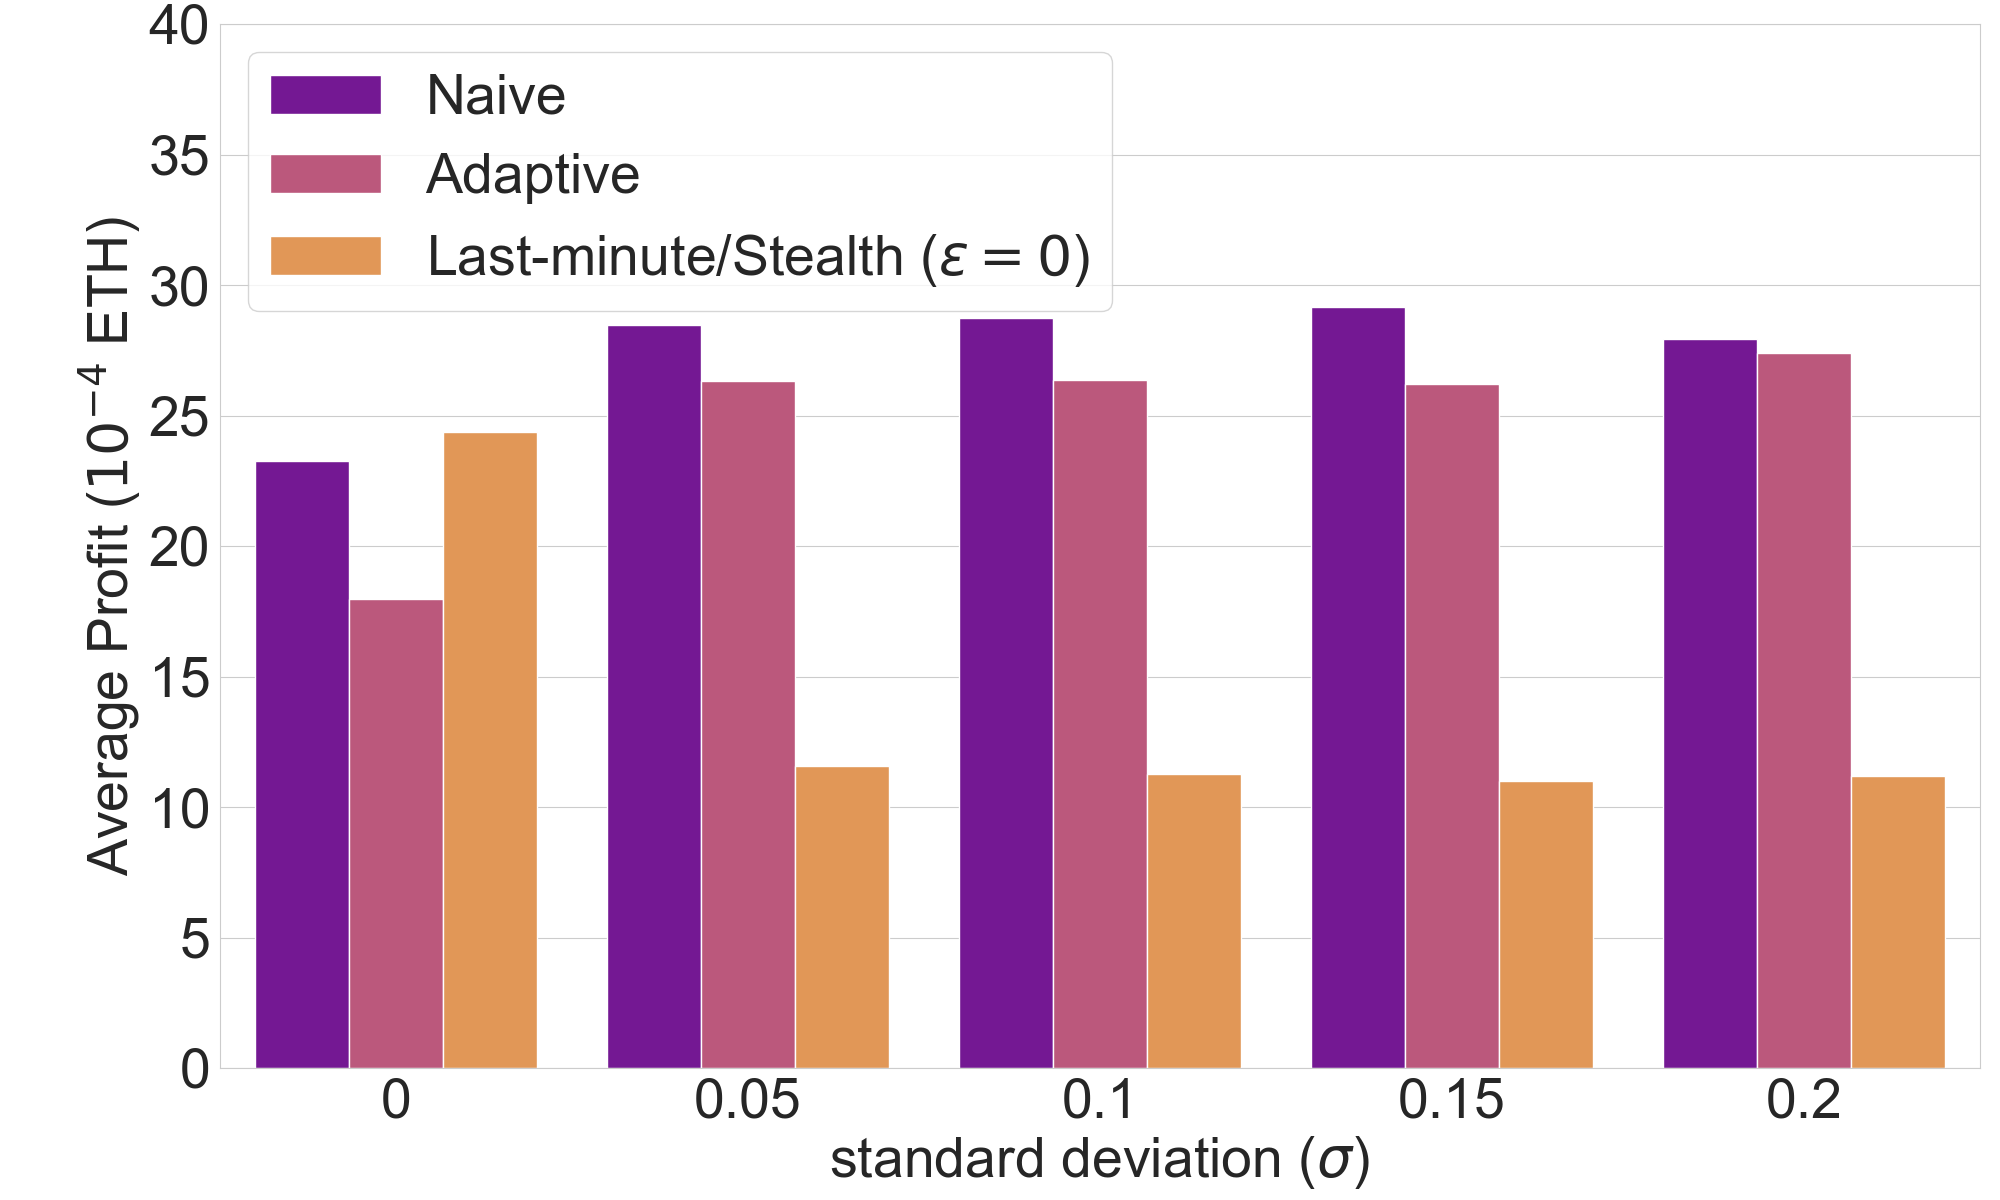 40
35
30
25
20
15
10
5
0
Average Profit (10⁻⁴ ETH)
Naive
Adaptive
Last-minute/Stealth (ε = 0)
0 0.05 0.1 0.15 0.2
standard deviation (σ)